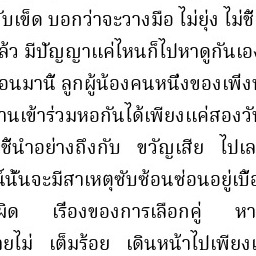 บเข็ด บอกว่าจะวางมือ ไม่ยุ่ง ไม่ชี้
ล้ว มีปัญญาแค่ไหนก็ไปหาดูกันเอง
อนมานี้ ลูกผู้น้องคนหนึ่งของเพิ่ง
านเข้าร่วมหอกันได้เพียงแค่สองวั
ชี้นำอย่างถึงกับ ขวัญเสีย ไปเล
นั้นจะมีสาเหตุซับซ้อนซ่อนอยู่เบื้อ
ผิด เรื่องของการเลือกคู่ หา
ยไม่ เต็มร้อย เดินหน้าไปเพียง